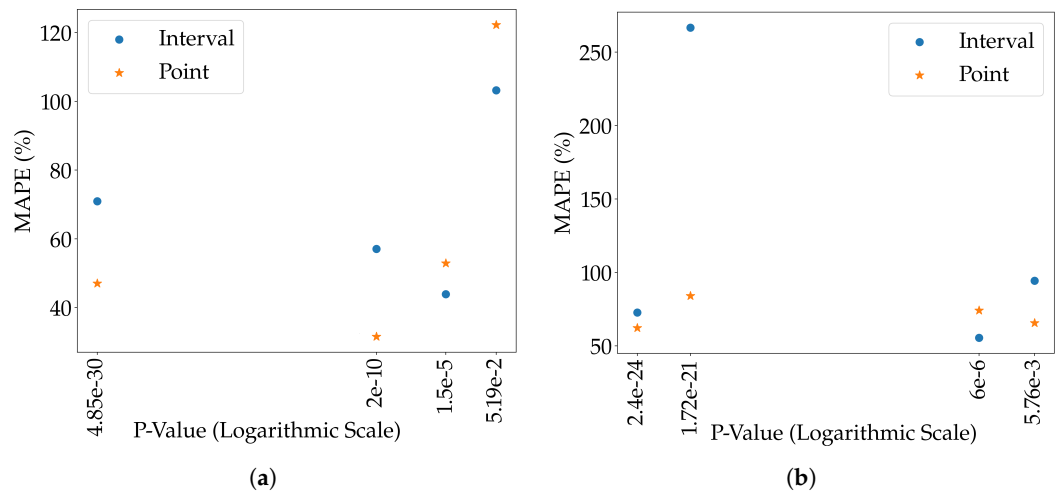 120
100
80
60
40
MAPE (%)
Interval
Point
4.85e-30
2e-10
1.5e-5
5.19e-2
P-Value (Logarithmic Scale)
(a)
250
200
150
100
50
MAPE (%)
Interval
Point
2.4e-24
1.72e-21
6e-6
5.76e-3
P-Value (Logarithmic Scale)
(b)